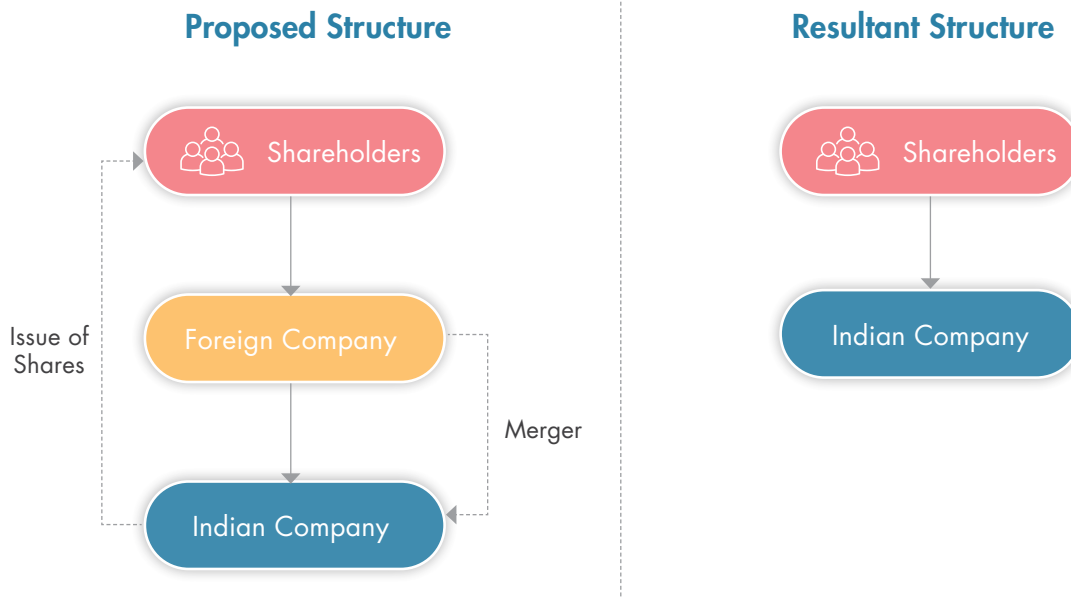 Proposed Structure
Shareholders
Foreign Company
Issue of
Shares
Merger
Indian Company
Resultant Structure
Shareholders
Indian Company